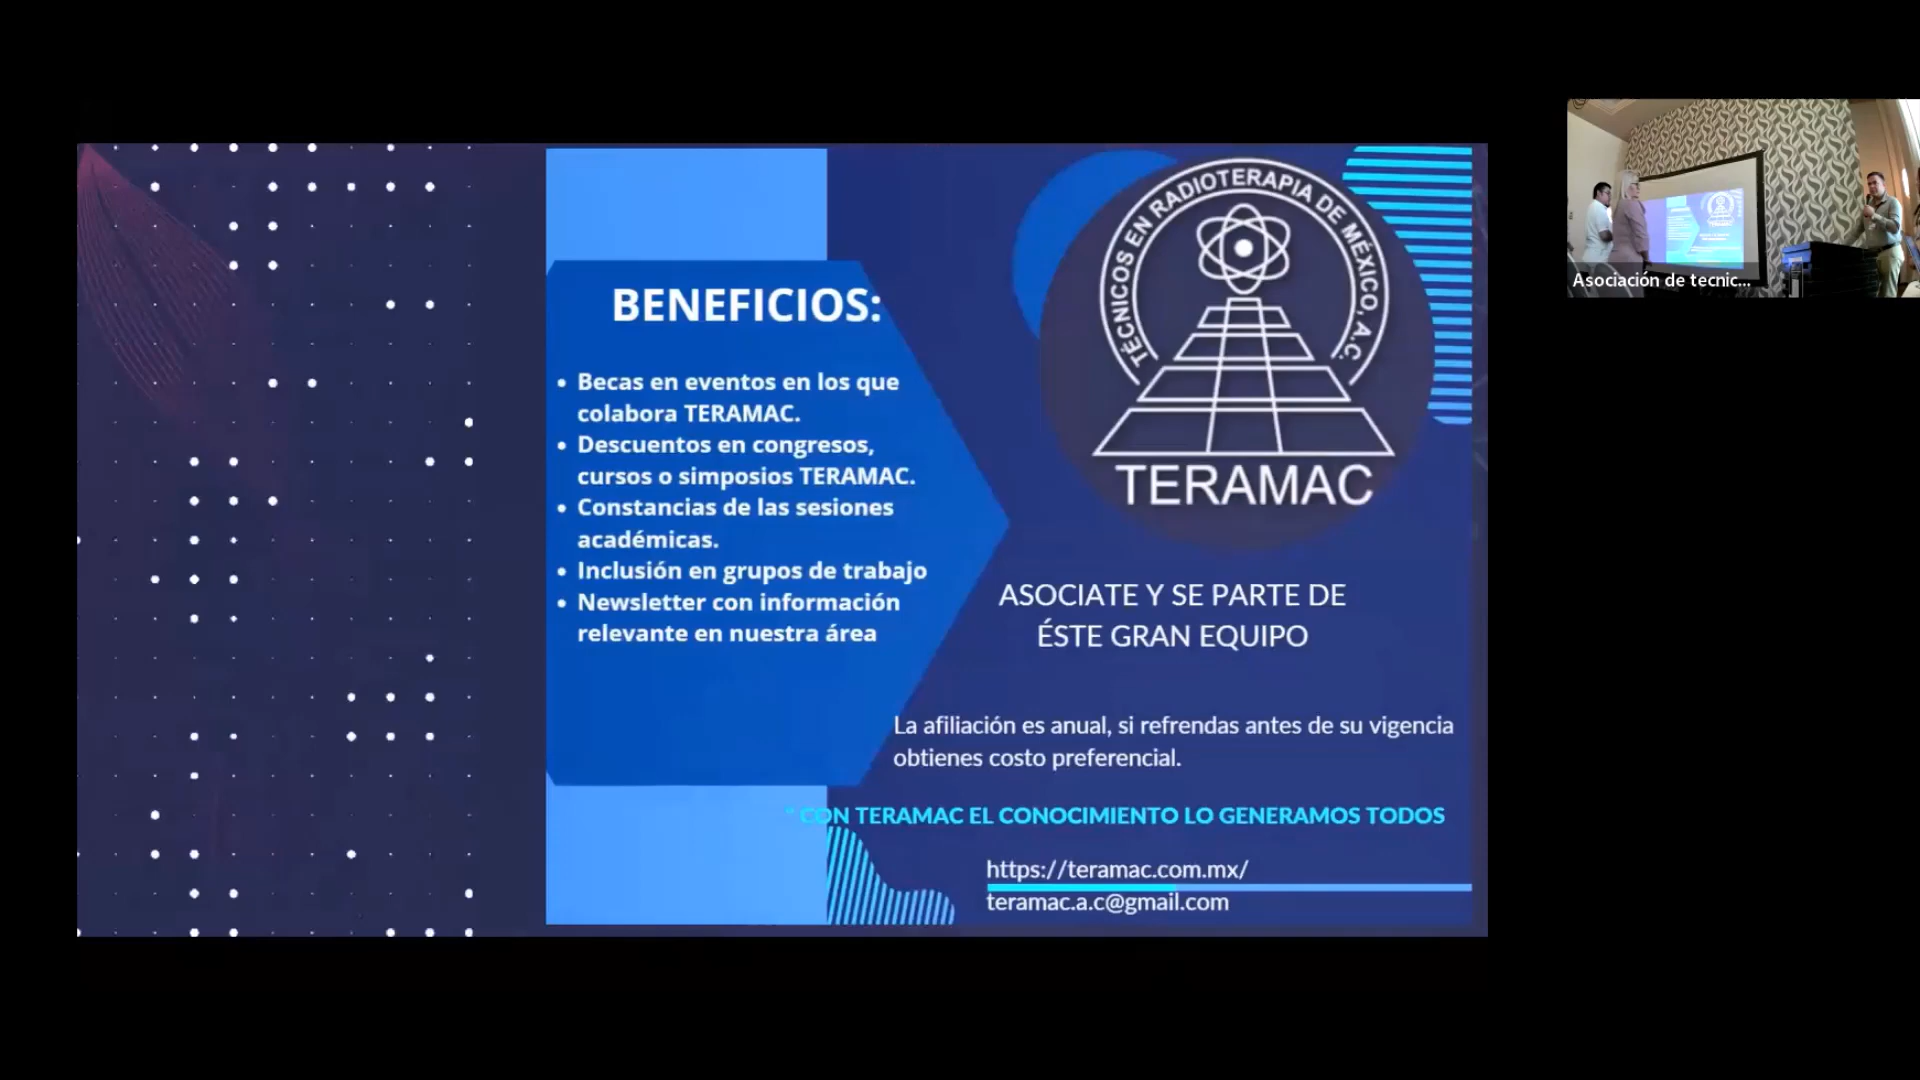 BENEFICIOS:
• Becas en eventos en los que
colabora TERAMAC.
• Descuentos en congresos,
cursos o simposios TERAMAC.
• Constancias de las sesiones
académicas.
• Inclusión en grupos de trabajo
• Newsletter con información
relevante en nuestra área
TÉCNICOS EN RADIOTERAPIA DE MÉXICO, A.C.
TERAMAC
ASOCIATE Y SE PARTE DE
ÉSTE GRAN EQUIPO
La afiliación es anual, si refrendas antes de su vigencia
obtienes costo preferencial.
" CON TERAMAC EL CONOCIMIENTO LO GENERAMOS TODOS
https://teramac.com.mx/
teramac.a.c@gmail.com
Asociación de tecnic...